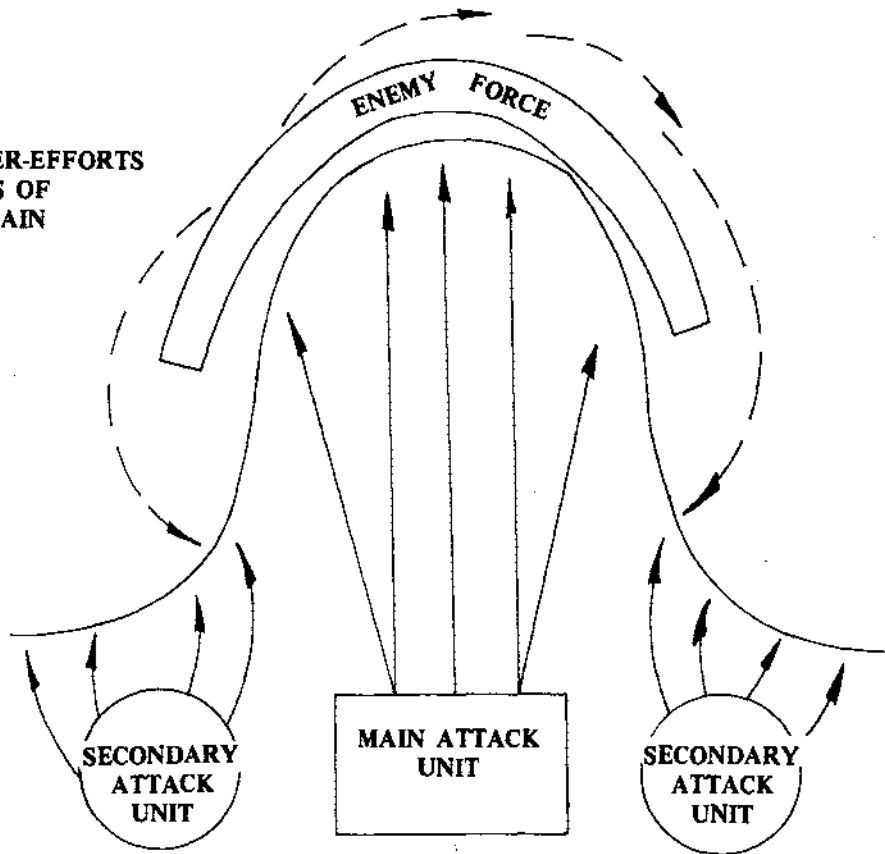 ENEMY FORCE
ER-EFFORTS
S OF
AIN
SECONDARY
ATTACK
UNIT
MAIN ATTACK
UNIT
SECONDARY
ATTACK
UNIT